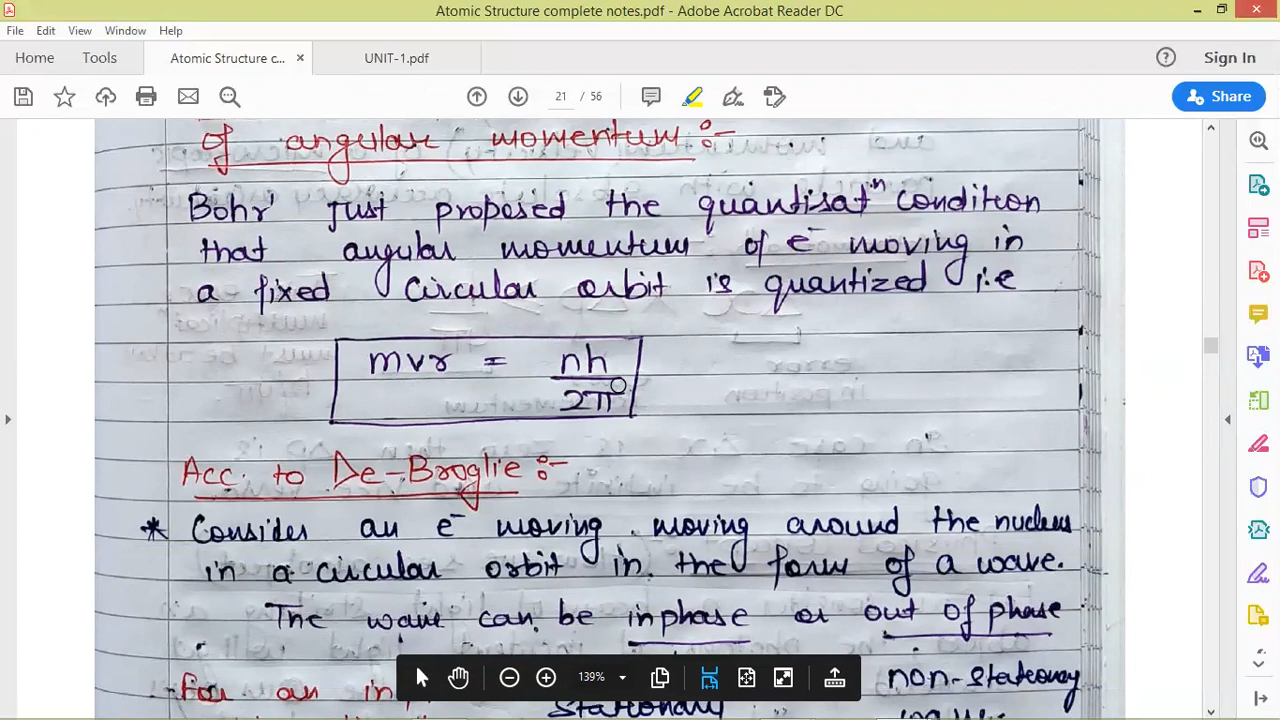 Atomic Structure complete notes.pdf - Adobe Acrobat Reader DC
File Edit View Window Help
Home Tools Atomic Structure c... × UNIT-1.pdf ? Sign In
21 / 56 Share
of angular momentum :-
Bohr Just proposed the quantisatⁿ condition
that angular momentum of e⁻ moving in
a fixed circular orbit is quantized i.e
mvr = nh
2π
Acc. to De-Broglie :-
* Consider an e⁻ moving moving around the nucleus
in a circular orbit in the form of a wave.
The wave can be inphase or out of phase
For an in
139%
non-stationary
stationary